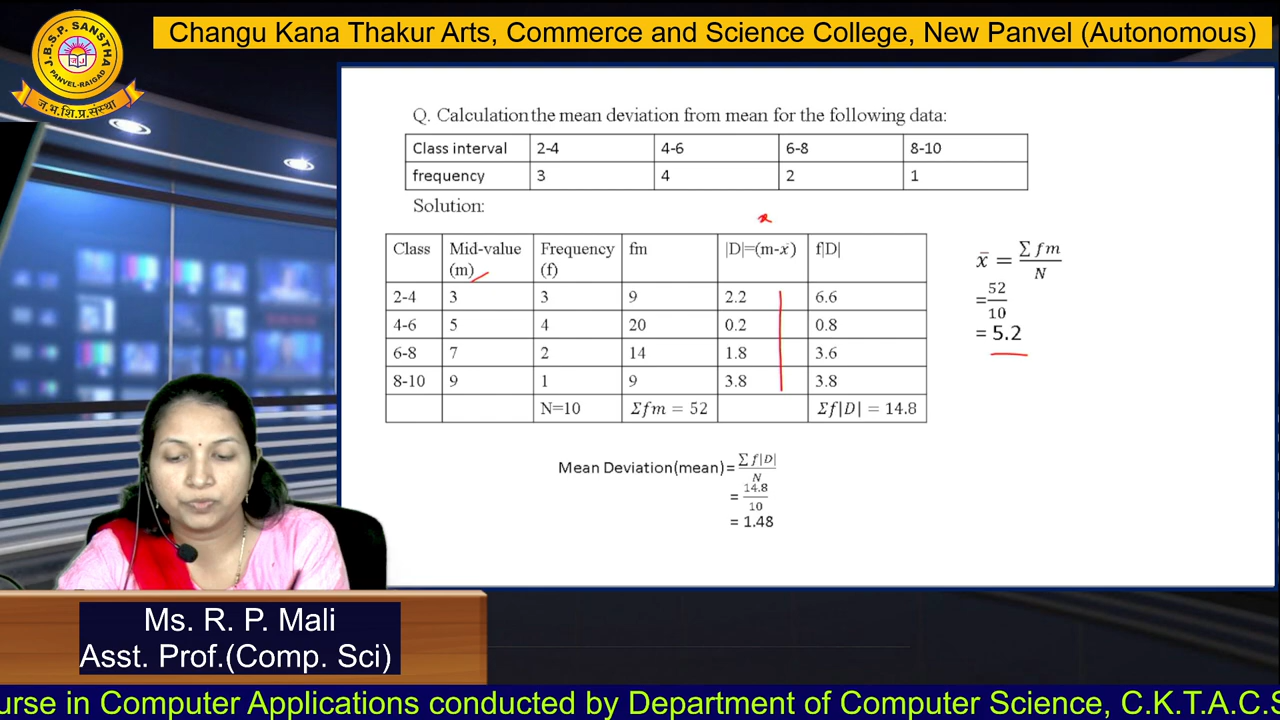 J.B.S.P. SANSTHA
PANVEL-RAIGAD
ज.भ.शि.प्र.संस्था
Changu Kana Thakur Arts, Commerce and Science College, New Panvel (Autonomous)
Q. Calculation the mean deviation from mean for the following data:
Class interval 2-4 4-6 6-8 8-10
frequency 3 4 2 1
Solution:
x
Class Mid-value (m) Frequency (f) fm |D|=(m-x) f|D|
2-4 3 3 9 2.2 6.6
4-6 5 4 20 0.2 0.8
6-8 7 2 14 1.8 3.6
8-10 9 1 9 3.8 3.8
N=10 Σfm = 52 Σf|D| = 14.8
x̄ = ∑fm/N
=52/10
= 5.2
Mean Deviation(mean)= ∑f|D|/N
= 14.8/10
= 1.48
Ms. R. P. Mali
Asst. Prof.(Comp. Sci)
urse in Computer Applications conducted by Department of Computer Science, C.K.T.A.C.S